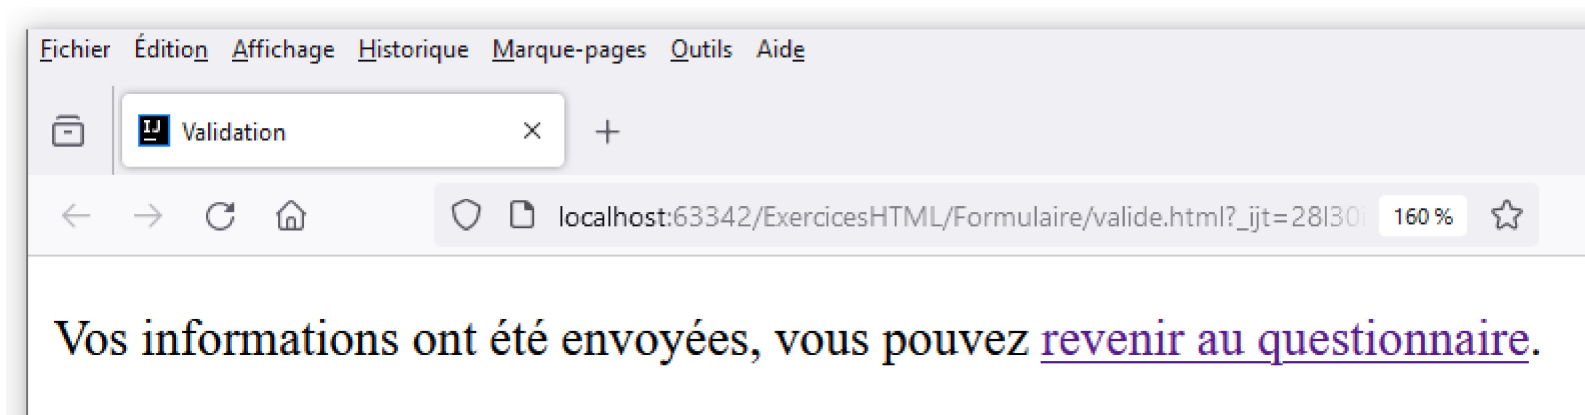 Fichier Édition Affichage Historique Marque-pages Outils Aide
IJ Validation
localhost:63342/ExercicesHTML/Formulaire/valide.html?_ijt=28l30 160 %
Vos informations ont été envoyées, vous pouvez revenir au questionnaire.